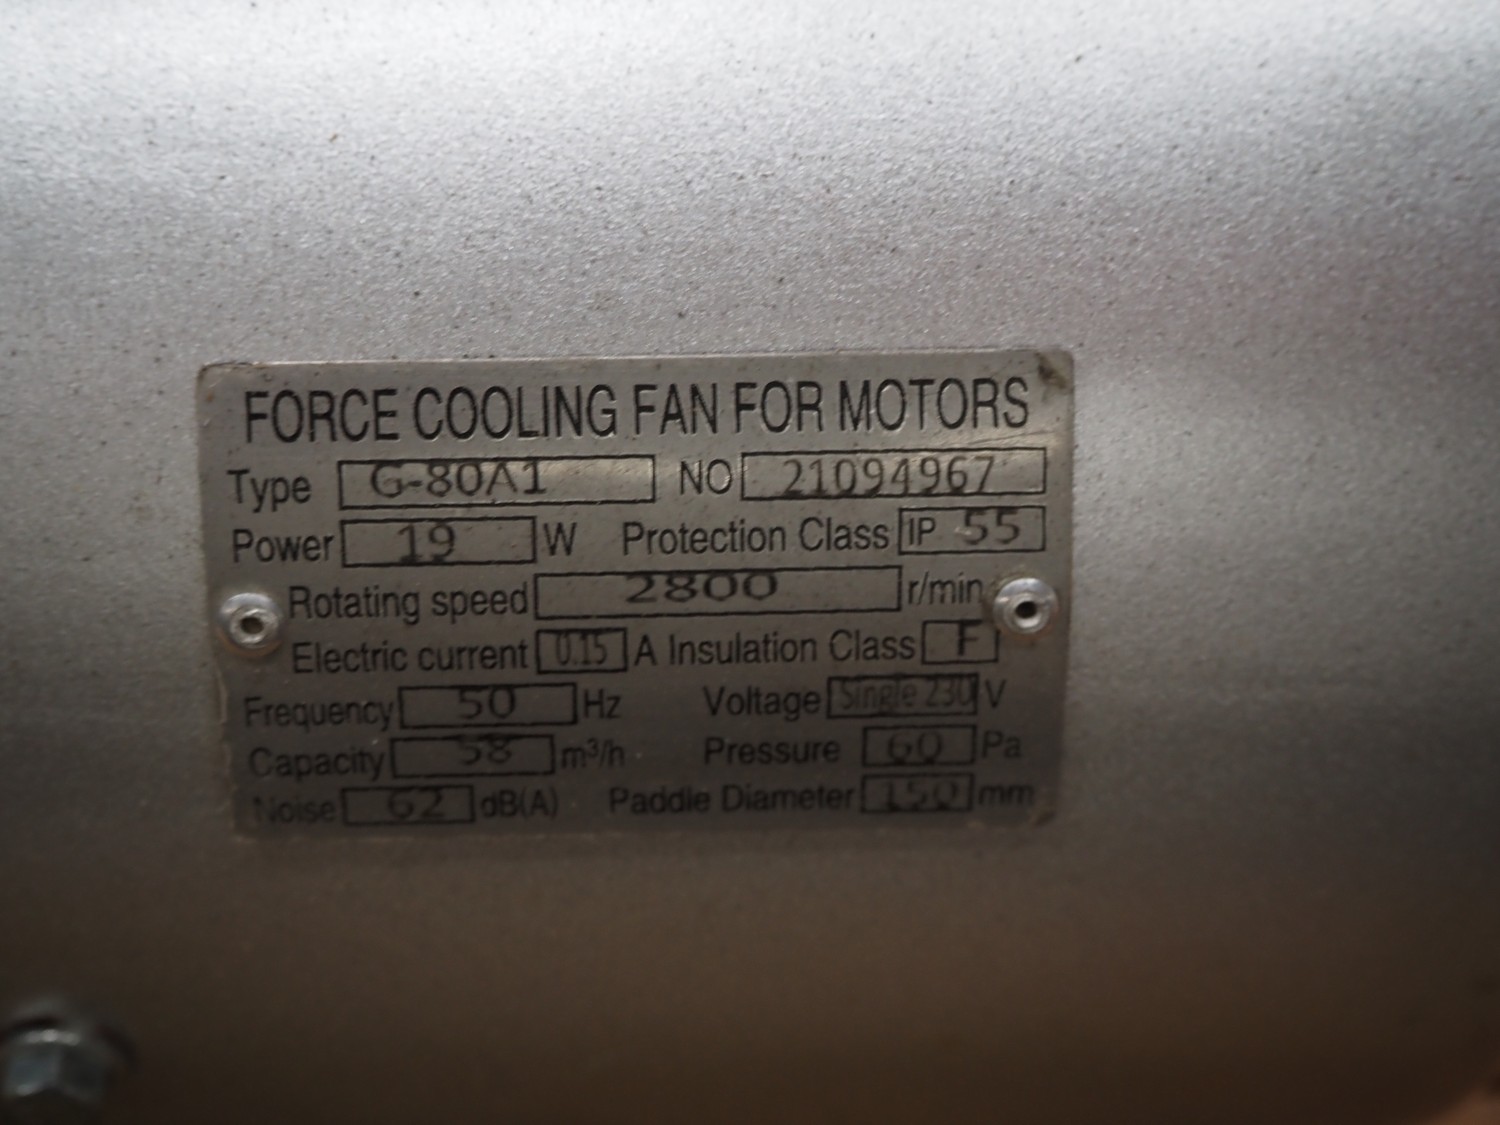 FORCE COOLING FAN FOR MOTORS
Type G-80A1 NO 21094967
Power 19 W Protection Class IP 55
Rotating speed 2800 r/min
Electric current 0.15 A Insulation Class F
Frequency 50 Hz Voltage Single 230 V
Capacity 58 m³/h Pressure 60 Pa
Noise 62 dB(A) Paddle Diameter 150 mm